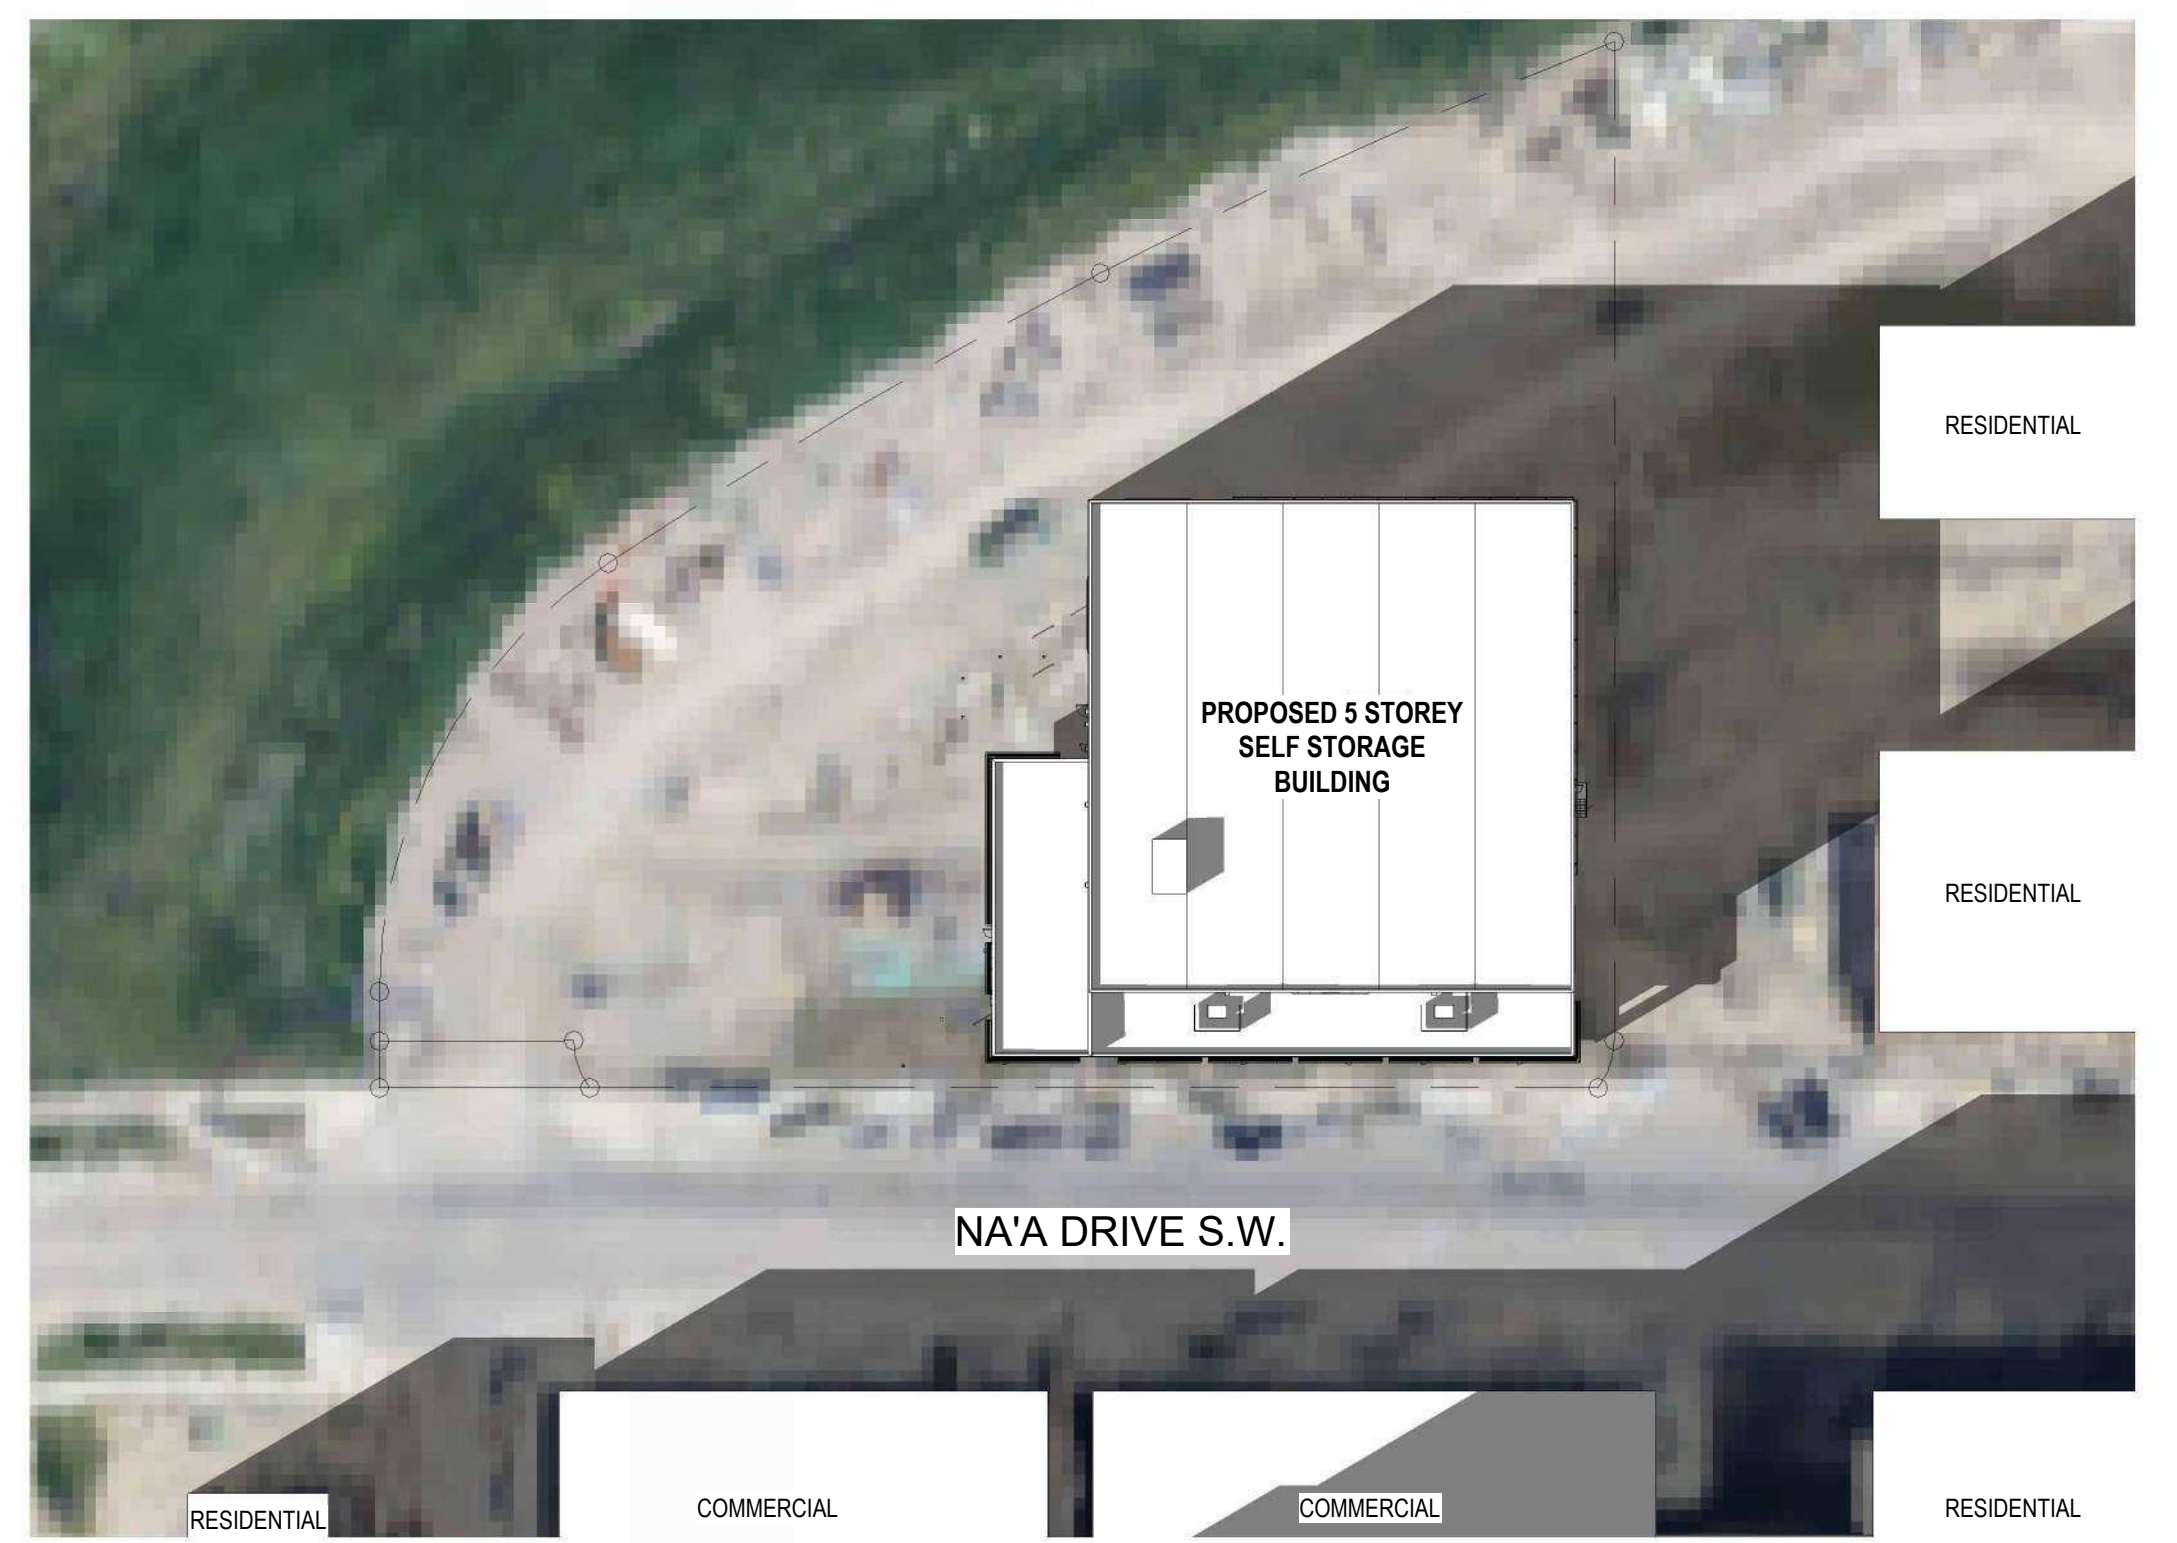 RESIDENTIAL
PROPOSED 5 STOREY
SELF STORAGE
BUILDING
RESIDENTIAL
NA'A DRIVE S.W.
RESIDENTIAL
COMMERCIAL
COMMERCIAL
RESIDENTIAL